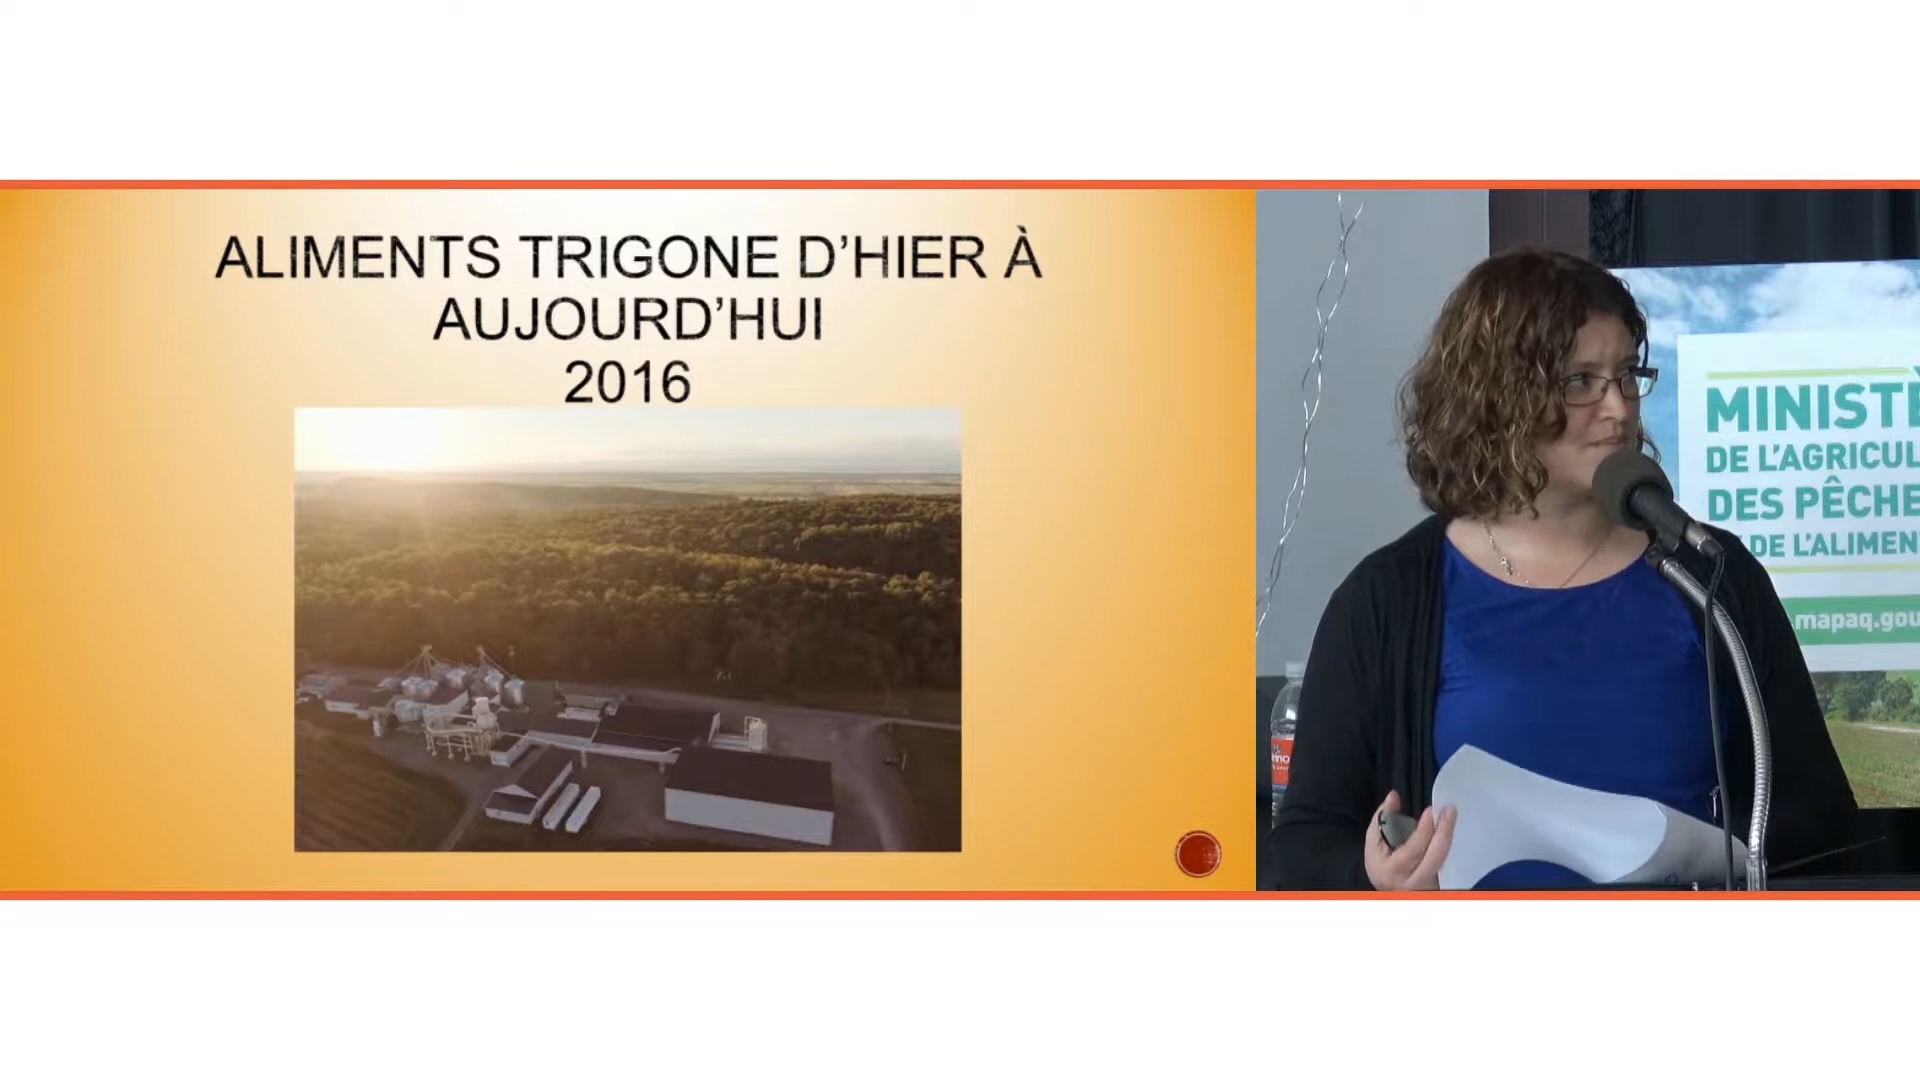 ALIMENTS TRIGONE D’HIER À
AUJOURD’HUI
2016
MINISTÈ
DE L’AGRICUL
DES PÊCHE
DE L’ALIMEN
mapaq.gou